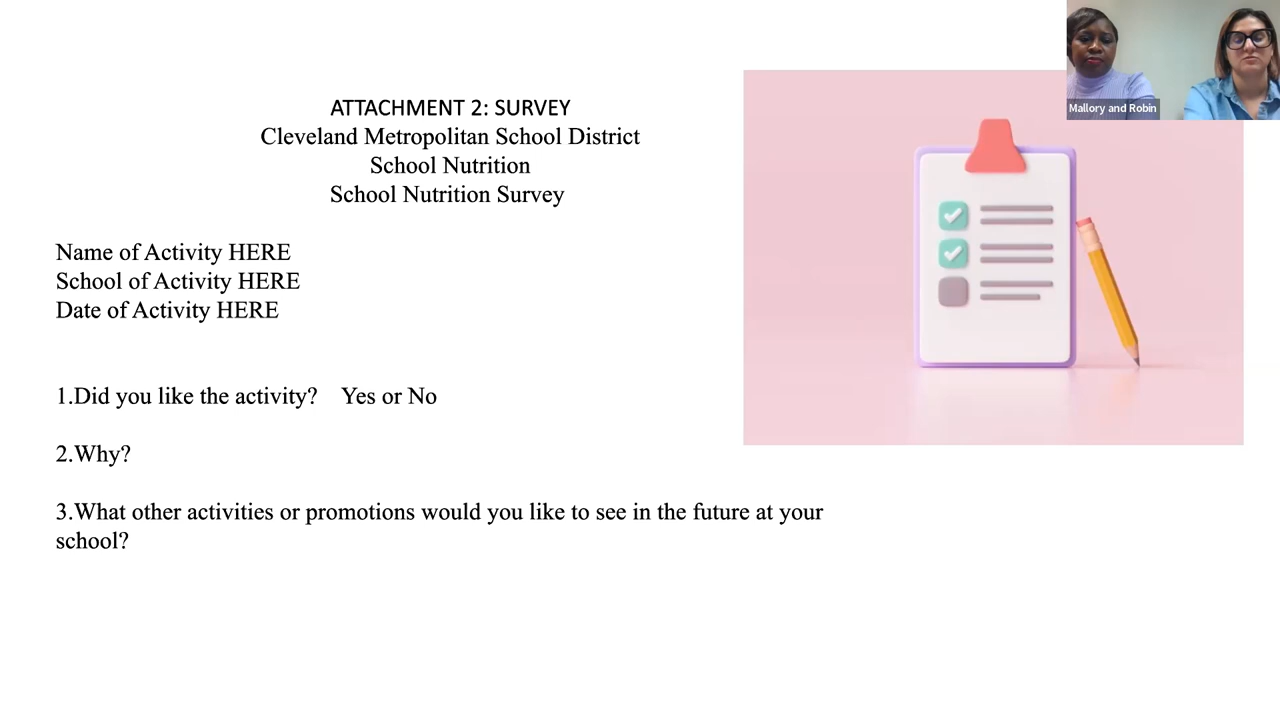 ATTACHMENT 2: SURVEY
Cleveland Metropolitan School District
School Nutrition
School Nutrition Survey
Name of Activity HERE
School of Activity HERE
Date of Activity HERE
1.Did you like the activity? Yes or No
2.Why?
3.What other activities or promotions would you like to see in the future at your
school?
Mallory and Robin